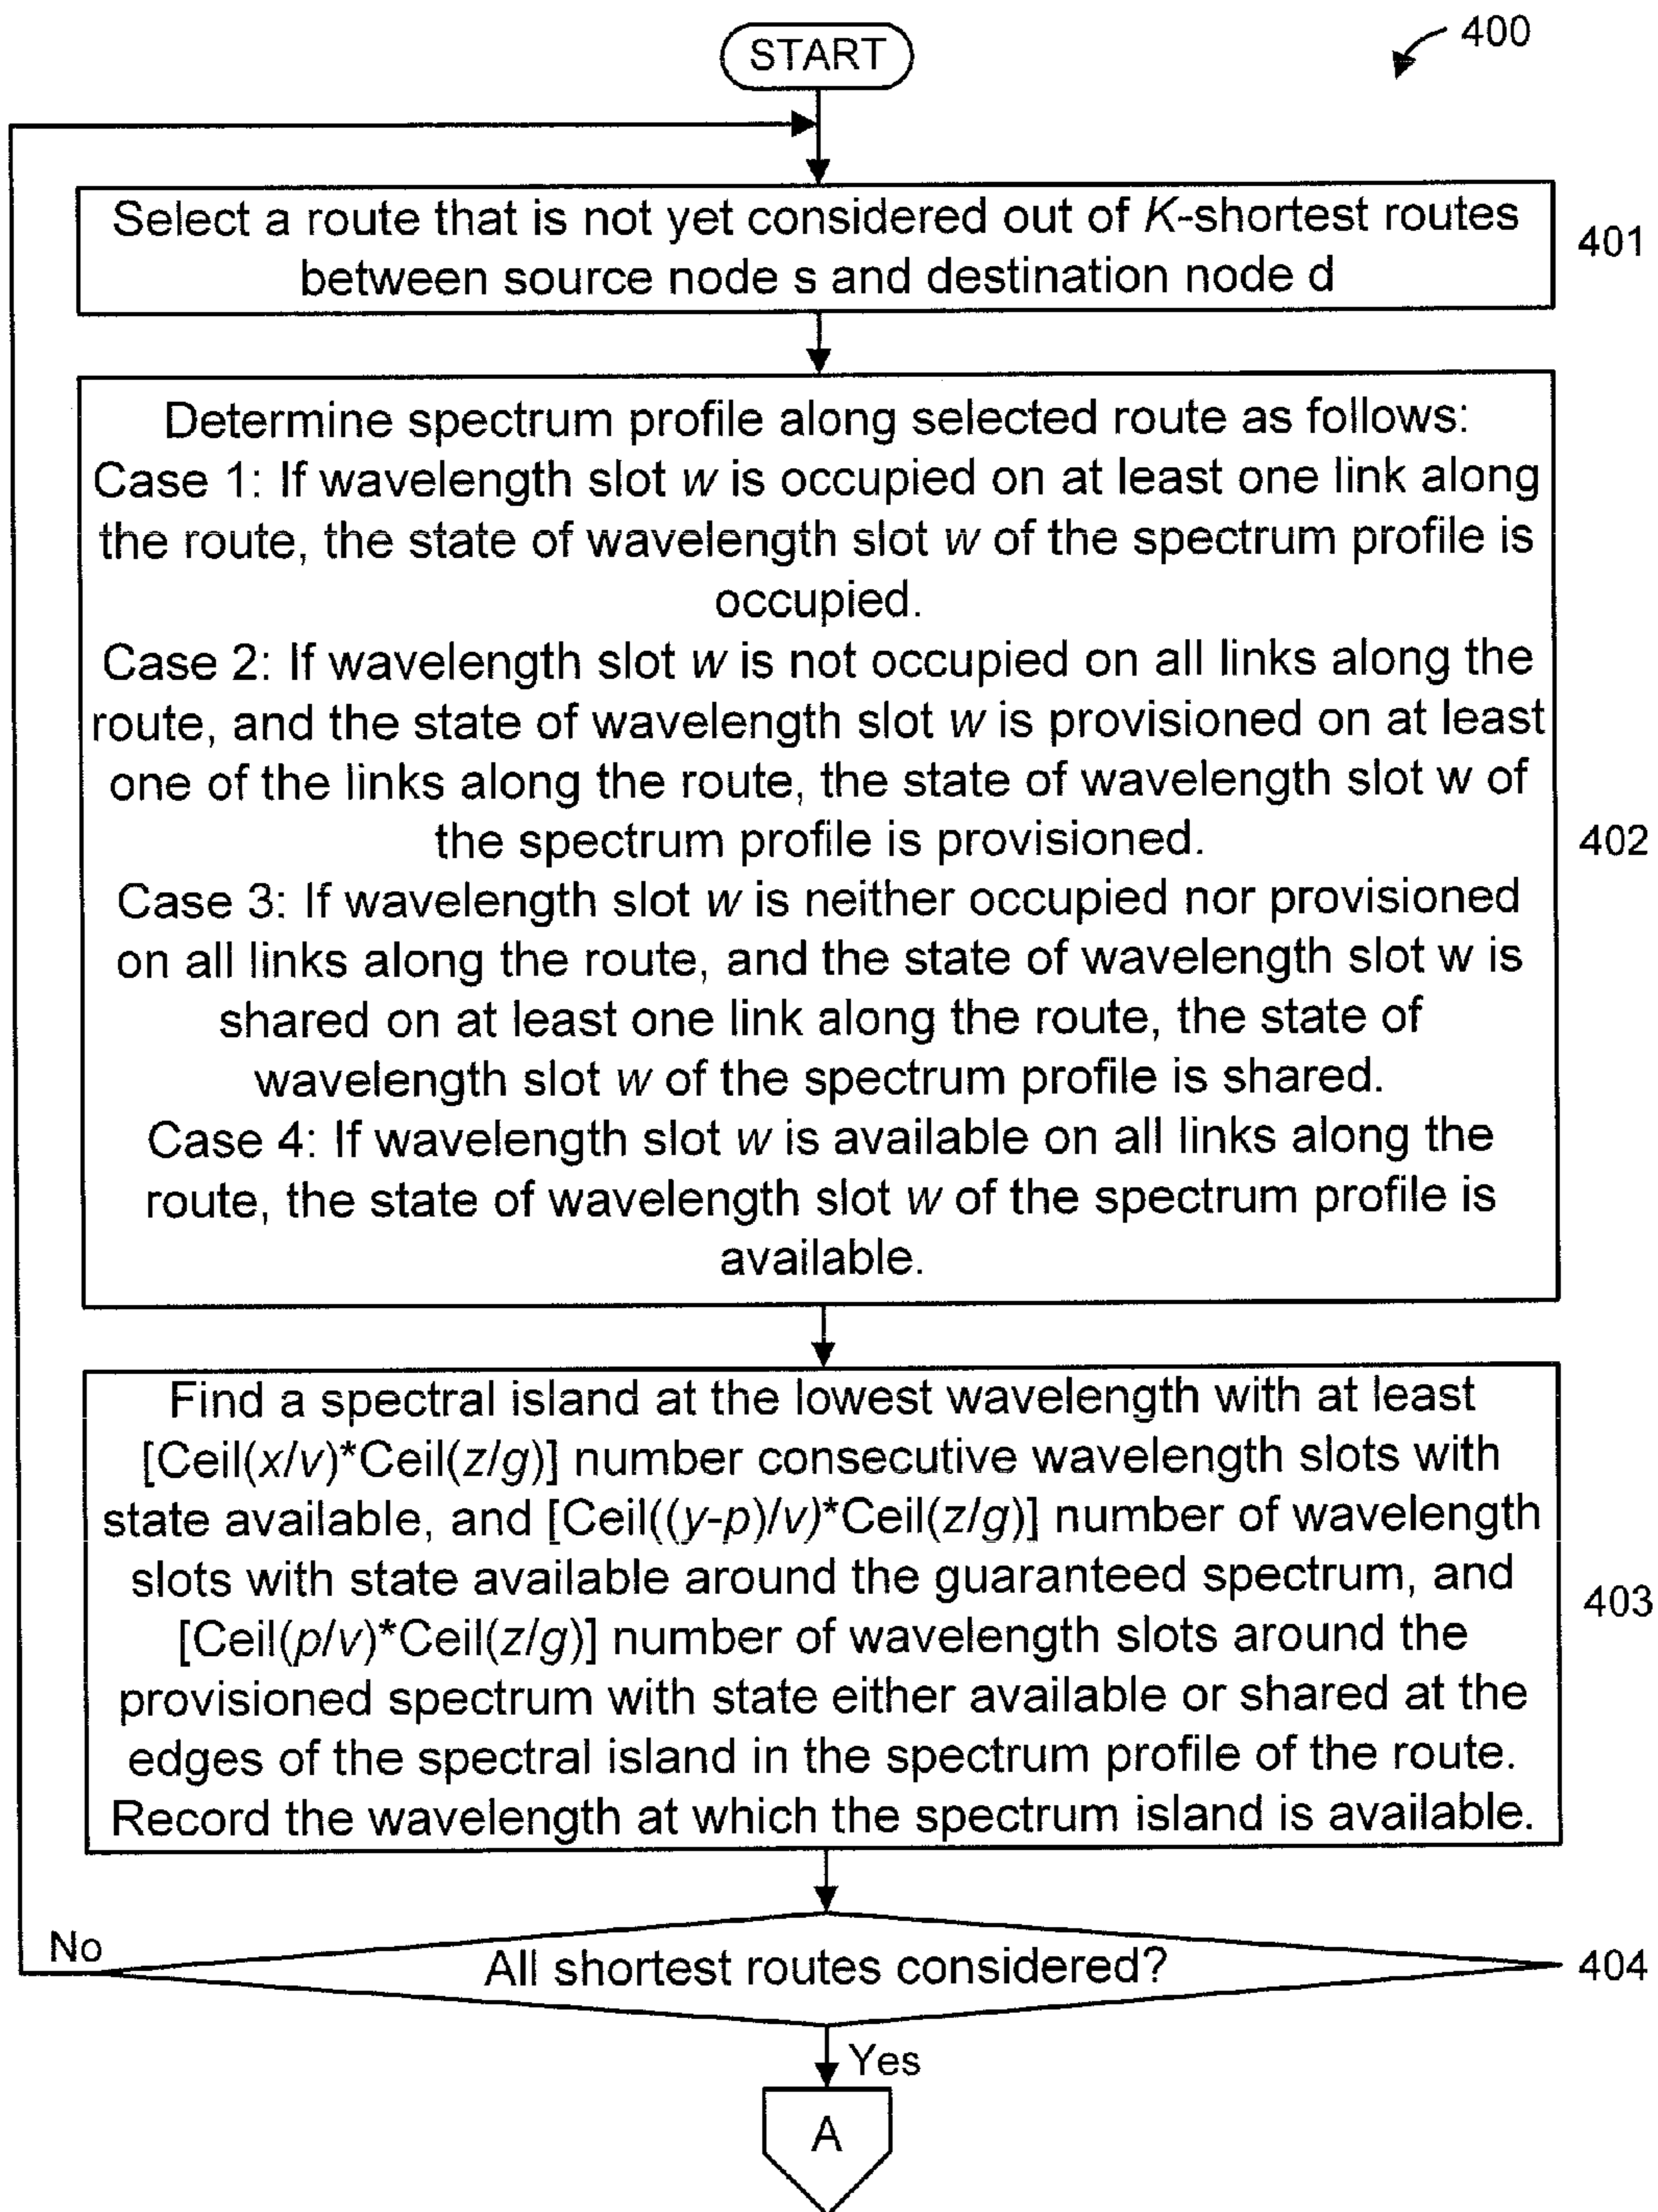 START
400
Select a route that is not yet considered out of K-shortest routes
between source node s and destination node d
401
Determine spectrum profile along selected route as follows:
Case 1: If wavelength slot w is occupied on at least one link along
the route, the state of wavelength slot w of the spectrum profile is
occupied.
Case 2: If wavelength slot w is not occupied on all links along the
route, and the state of wavelength slot w is provisioned on at least
one of the links along the route, the state of wavelength slot w of
the spectrum profile is provisioned.
Case 3: If wavelength slot w is neither occupied nor provisioned
on all links along the route, and the state of wavelength slot w is
shared on at least one link along the route, the state of
wavelength slot w of the spectrum profile is shared.
Case 4: If wavelength slot w is available on all links along the
route, the state of wavelength slot w of the spectrum profile is
available.
402
Find a spectral island at the lowest wavelength with at least
[Ceil(x/v)*Ceil(z/g)] number consecutive wavelength slots with
state available, and [Ceil((y-p)/v)*Ceil(z/g)] number of wavelength
slots with state available around the guaranteed spectrum, and
[Ceil(p/v)*Ceil(z/g)] number of wavelength slots around the
provisioned spectrum with state either available or shared at the
edges of the spectral island in the spectrum profile of the route.
Record the wavelength at which the spectrum island is available.
403
No
All shortest routes considered?
404
Yes
A